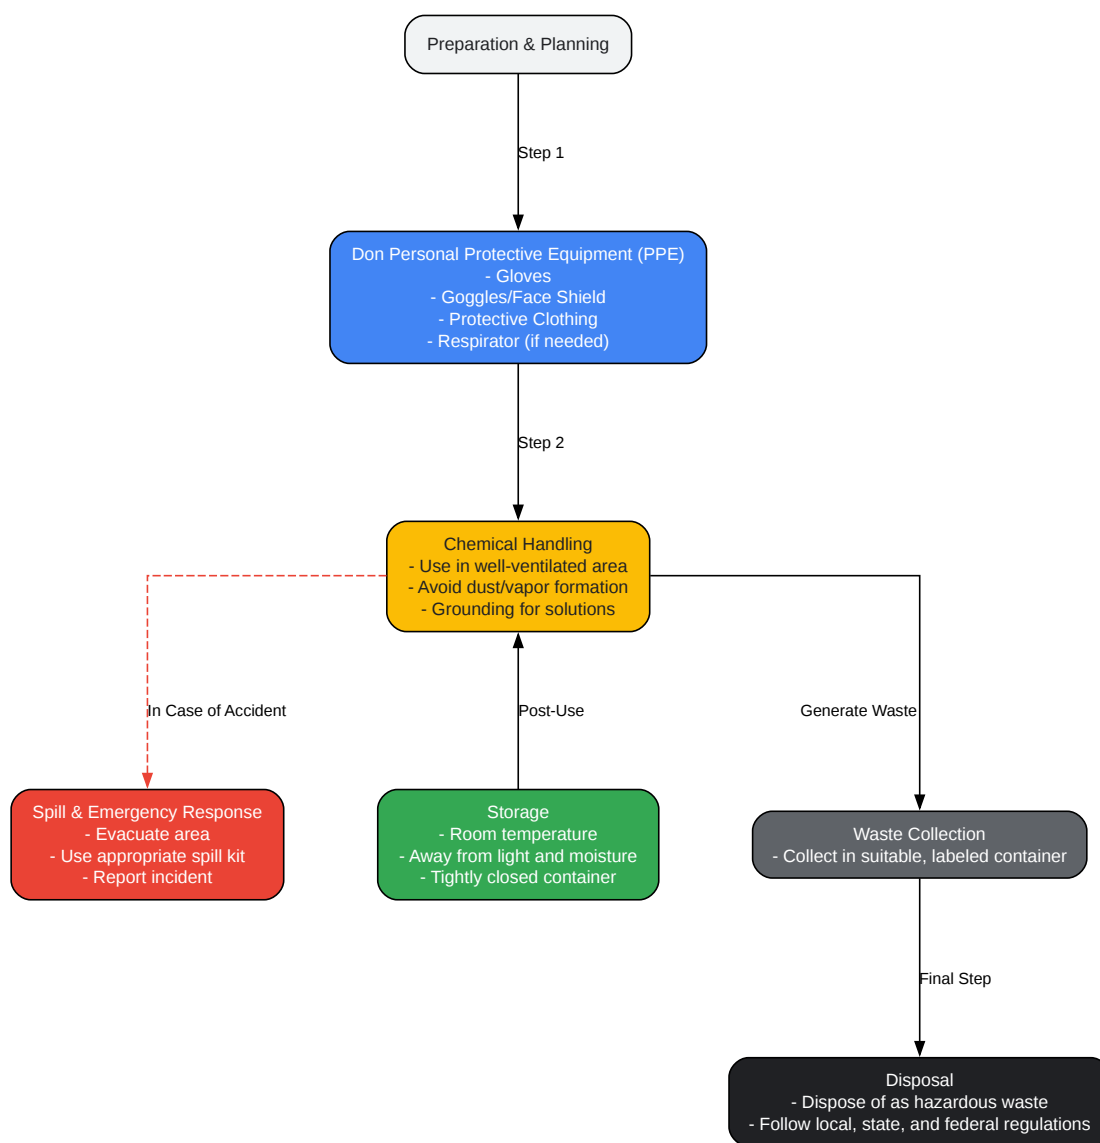 Preparation & Planning
Step 1
Don Personal Protective Equipment (PPE)
- Gloves
- Goggles/Face Shield
- Protective Clothing
- Respirator (if needed)
Step 2
Chemical Handling
- Use in well-ventilated area
- Avoid dust/vapor formation
- Grounding for solutions
In Case of Accident
Post-Use
Generate Waste
Spill & Emergency Response
- Evacuate area
- Use appropriate spill kit
- Report incident
Storage
- Room temperature
- Away from light and moisture
- Tightly closed container
Waste Collection
- Collect in suitable, labeled container
Final Step
Disposal
- Dispose of as hazardous waste
- Follow local, state, and federal regulations